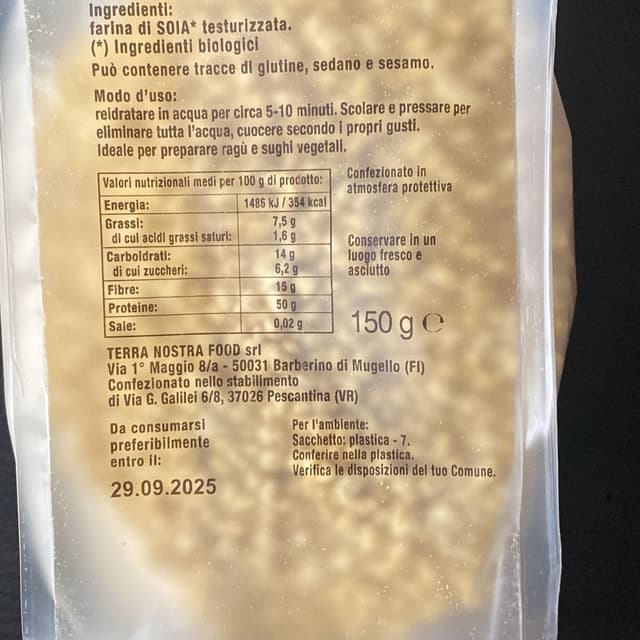 Ingredienti:
farina di SOIA* testurizzata.
(*) Ingredienti biologici
Può contenere tracce di glutine, sedano e sesamo.
Modo d'uso:
reidratare in acqua per circa 5-10 minuti. Scolare e pressare per
eliminare tutta l'acqua, cuocere secondo i propri gusti.
Ideale per preparare ragù e sughi vegetali.
Valori nutrizionali medi per 100 g di prodotto:
Energia: 1486 kJ / 354 kcal
Grassi: 7,5 g
di cui acidi grassi saturi: 1,6 g
Carboidrati: 14 g
di cui zuccheri: 6,2 g
Fibre: 15 g
Proteine: 50 g
Sale: 0,02 g
Confezionato in
atmosfera protettiva
Conservare in un
luogo fresco e
asciutto
150 g e
TERRA NOSTRA FOOD srl
Via 1° Maggio 8/a - 50031 Barberino di Mugello (FI)
Confezionato nello stabilimento
di Via G. Galilei 6/8, 37026 Pescantina (VR)
Da consumarsi
preferibilmente
entro il:
29.09.2025
Per l'ambiente:
Sacchetto: plastica - 7.
Conferire nella plastica.
Verifica le disposizioni del tuo Comune.